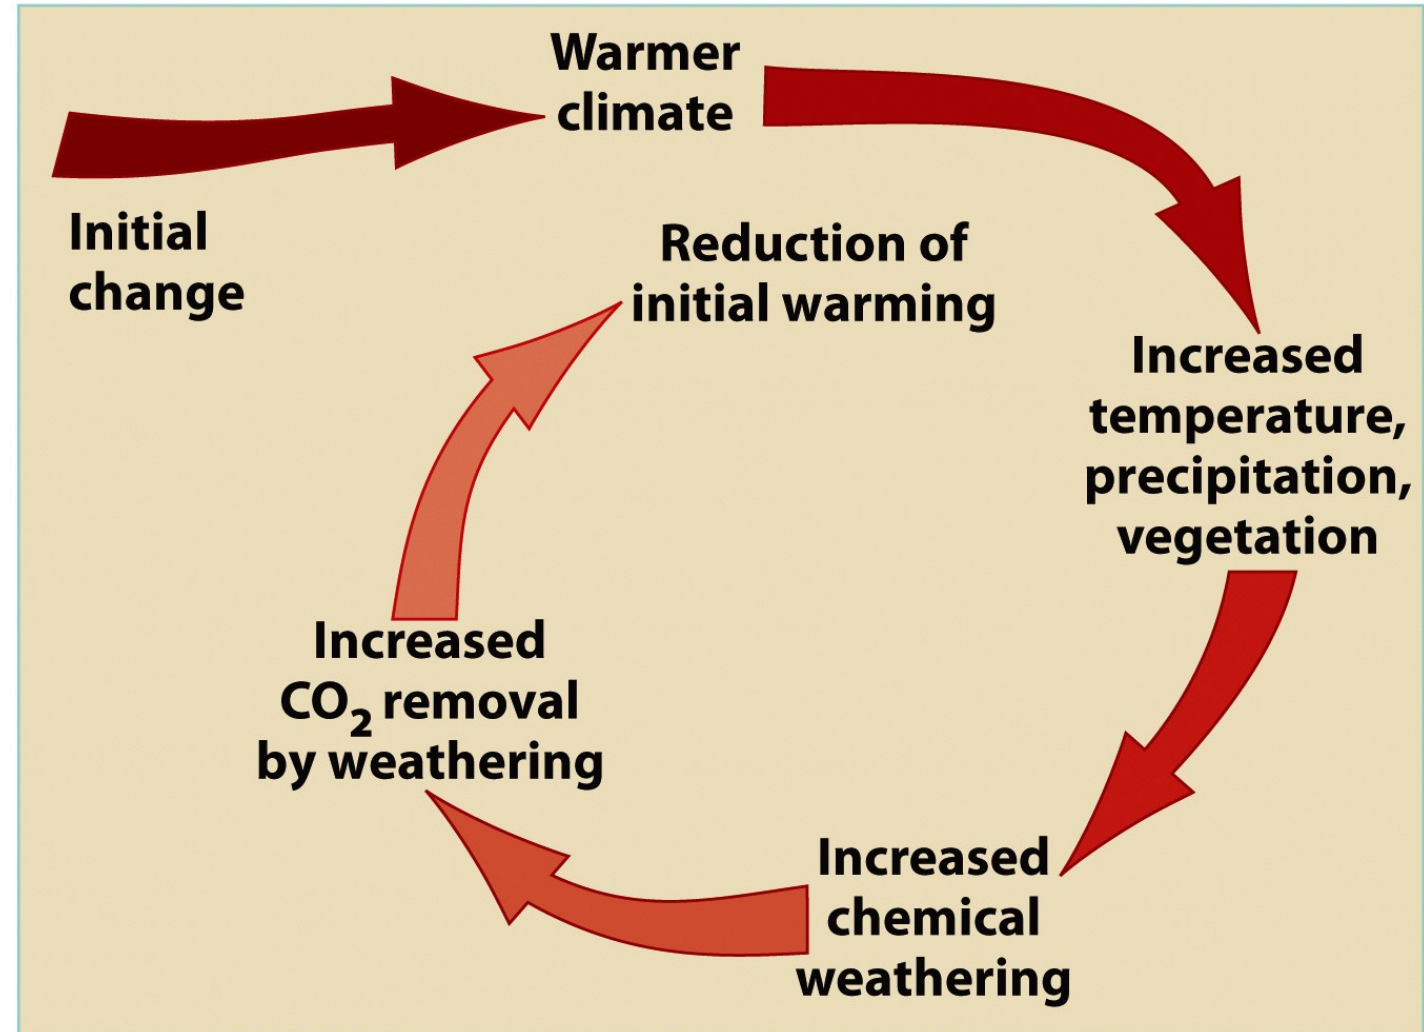 Initial
change
Warmer
climate
Increased
temperature,
precipitation,
vegetation
Increased
chemical
weathering
Increased
CO₂ removal
by weathering
Reduction of
initial warming